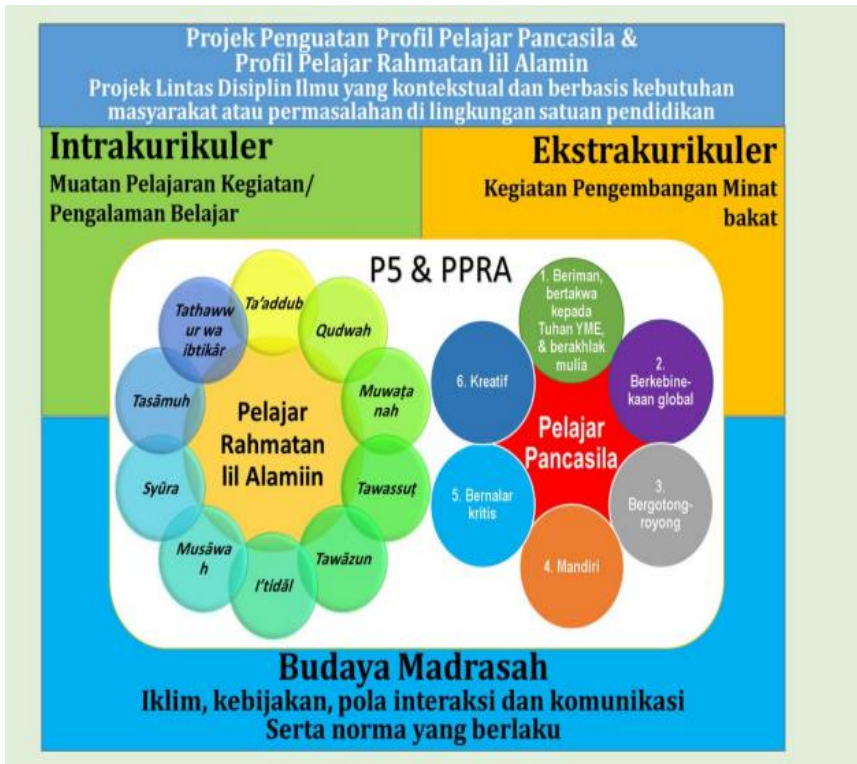 Projek Penguatan Profil Pelajar Pancasila &
Profil Pelajar Rahmatan lil Alamin
Projek Lintas Disiplin Ilmu yang kontekstual dan berbasis kebutuhan
masyarakat atau permasalahan di lingkungan satuan pendidikan
Intrakurikuler
Muatan Pelajaran Kegiatan/
Pengalaman Belajar
Ekstrakurikuler
Kegiatan Pengembangan Minat
bakat
P5 & PPRA
Ta'addub
Qudwah
Muwaṭa
nah
Tawassuṭ
Tawāzun
I'tidāl
Musāwa
h
Syûra
Tasāmuh
Tathaww
ur wa
ibtikâr
Pelajar
Rahmatan
lil Alamiin
1. Beriman,
bertakwa
kepada
Tuhan YME,
& berakhlak
mulia
2.
Berkebine-
kaan global
3.
Bergotong-
royong
4. Mandiri
5. Bernalar
kritis
6. Kreatif
Pelajar
Pancasila
Budaya Madrasah
Iklim, kebijakan, pola interaksi dan komunikasi
Serta norma yang berlaku